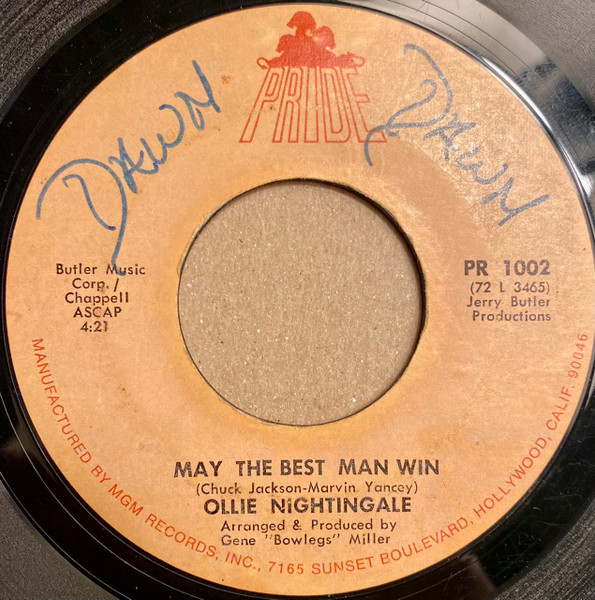 PRIDE
DAWN
DAWN
Butler Music
Corp./
Chappell
ASCAP
4:21
PR 1002
(72 L 3465)
Jerry Butler
Productions
MAY THE BEST MAN WIN
(Chuck Jackson-Marvin Yancey)
OLLIE NIGHTINGALE
Arranged & Produced by
Gene "Bowlegs" Miller
MANUFACTURED BY MGM RECORDS, INC., 7165 SUNSET BOULEVARD, HOLLYWOOD, CALIF. 90046